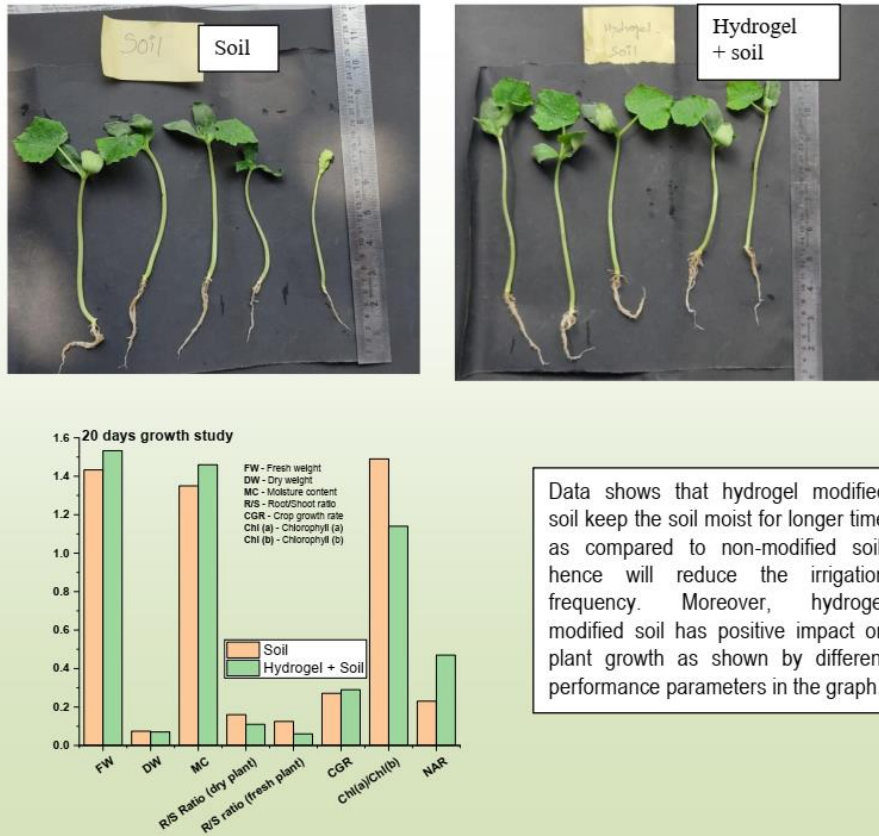 Soil
Soil
Hydrogel
Soil
Hydrogel
+ soil
20 days growth study
1.6
1.4
1.2
1.0
0.8
0.6
0.4
0.2
0.0
FW - Fresh weight
DW - Dry weight
MC - Moisture content
R/S - Root/Shoot ratio
CGR - Crop growth rate
Chl (a) - Chlorophyll (a)
Chl (b) - Chlorophyll (b)
Soil
Hydrogel + Soil
FW
DW
MC
R/S Ratio (dry plant)
R/S ratio (fresh plant)
CGR
Chl(a)/Chl(b)
NAR
Data shows that hydrogel modified
soil keep the soil moist for longer time
as compared to non-modified soil
hence will reduce the irrigation
frequency. Moreover, hydroge
modified soil has positive impact or
plant growth as shown by differen
performance parameters in the graph